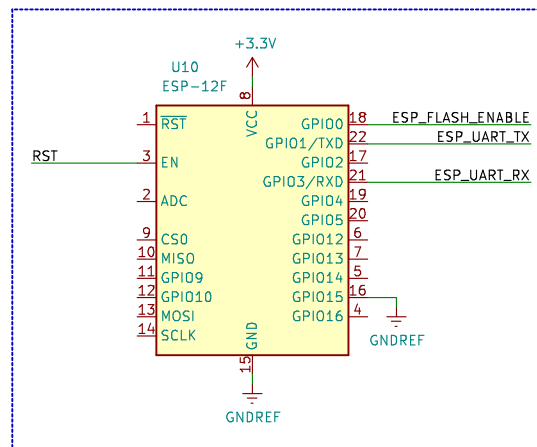 +3.3V
U10
ESP-12F
8
VCC
1 RST GPIO0 18 ESP_FLASH_ENABLE
GPIO1/TXD 22 ESP_UART_TX
RST 3 EN GPIO2 17
GPIO3/RXD 21 ESP_UART_RX
2 ADC GPIO4 19
GPIO5 20
9 CS0 GPIO12 6
10 MISO GPIO13 7
11 GPIO9 GPIO14 5
12 GPIO10 GPIO15 16
13 MOSI GPIO16 4
14 SCLK
GND
15
GNDREF
GNDREF